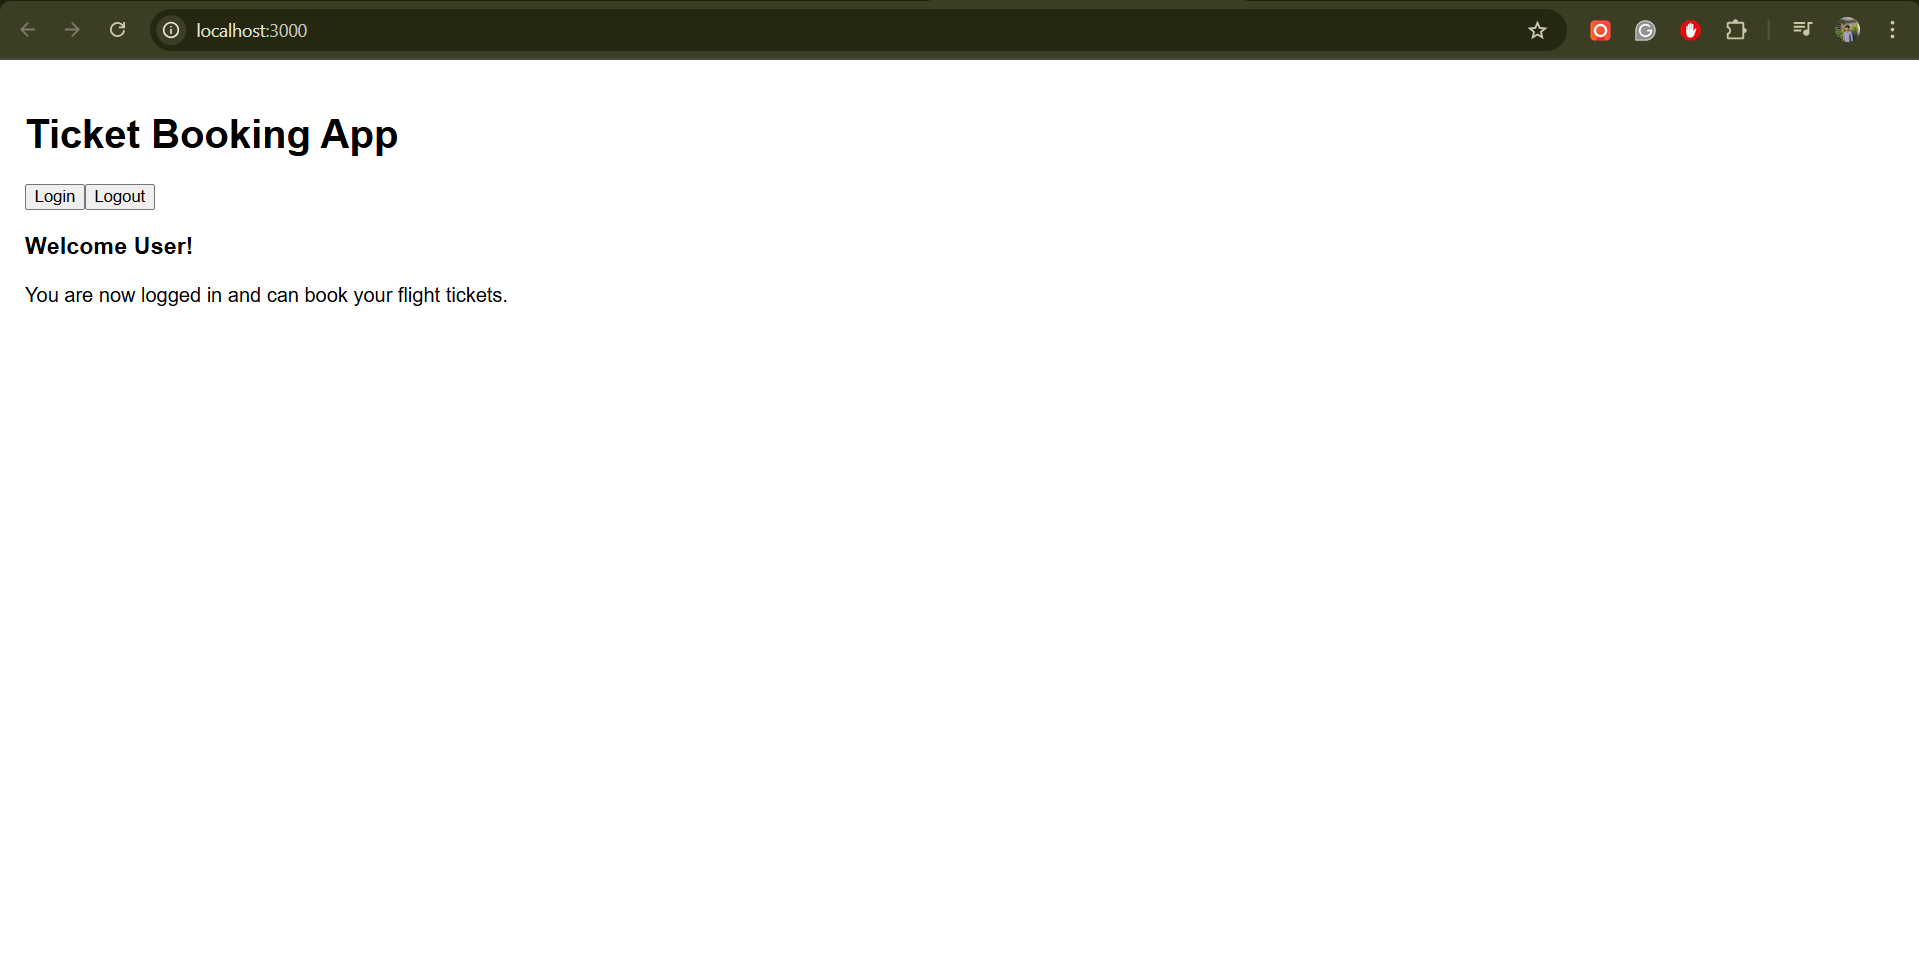 localhost:3000
Ticket Booking App
Login Logout
Welcome User!
You are now logged in and can book your flight tickets.